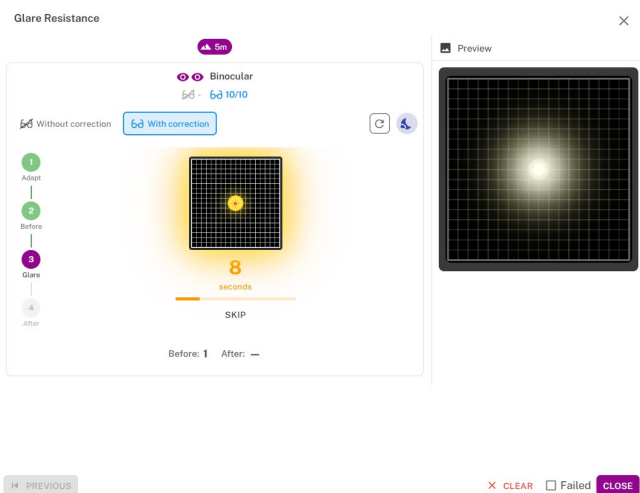 Glare Resistance
5m
Preview
Binocular
- 10/10
Without correction
With correction
1
Adapt
2
Before
3
Glare
4
After
8
seconds
SKIP
Before: 1 After: —
PREVIOUS
CLEAR
Failed
CLOSE